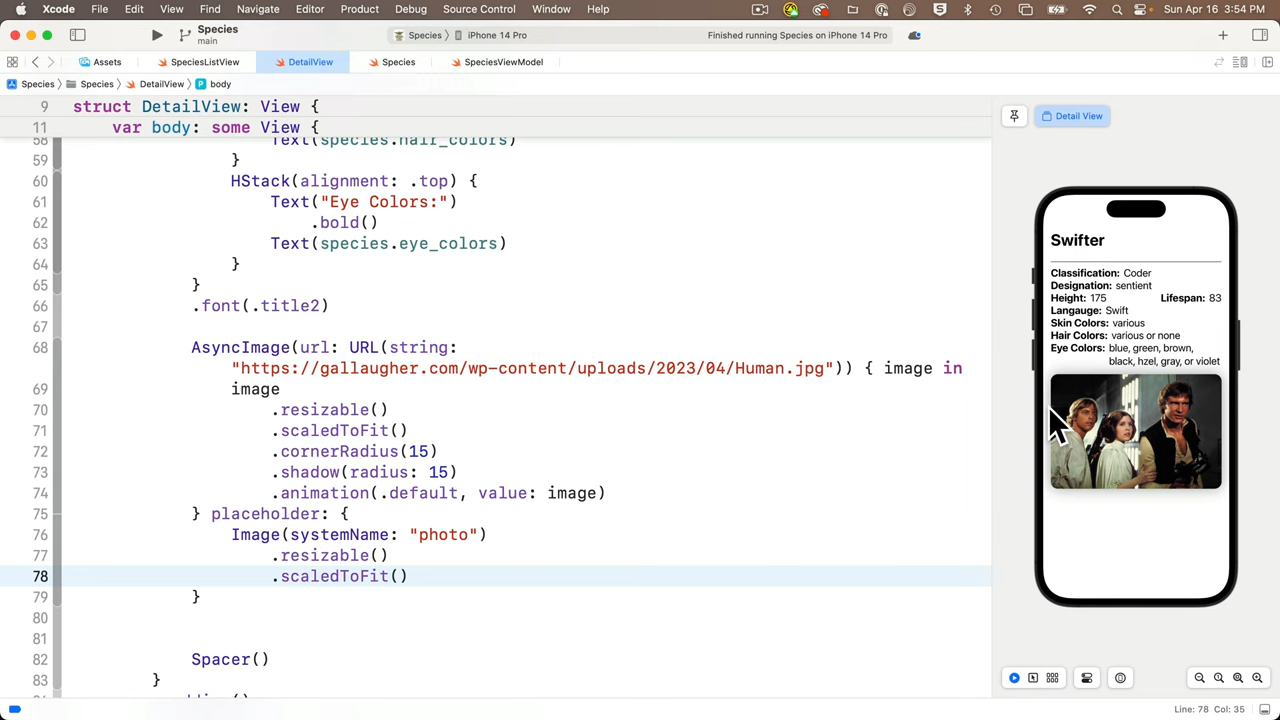 Xcode File Edit View Find Navigate Editor Product Debug Source Control Window Help Sun Apr 16 3:54 PM
Species
main
Species iPhone 14 Pro
Finished running Species on iPhone 14 Pro
Assets SpeciesListView DetailView Species SpeciesViewModel
Species Species DetailView P body
9 struct DetailView: View {
11 var body: some View {
58 Text(species.hair_colors)
59 }
60 HStack(alignment: .top) {
61 Text("Eye Colors:")
62 .bold()
63 Text(species.eye_colors)
64 }
65 }
66 .font(.title2)
67
68 AsyncImage(url: URL(string:
"https://gallaugher.com/wp-content/uploads/2023/04/Human.jpg")) { image in
69 image
70 .resizable()
71 .scaledToFit()
72 .cornerRadius(15)
73 .shadow(radius: 15)
74 .animation(.default, value: image)
75 } placeholder: {
76 Image(systemName: "photo")
77 .resizable()
78 .scaledToFit()
79 }
80
81
82 Spacer()
83 }
Detail View
Swifter
Classification: Coder
Designation: sentient
Height: 175 Lifespan: 83
Langauge: Swift
Skin Colors: various
Hair Colors: various or none
Eye Colors: blue, green, brown,
black, hzel, gray, or violet
Line: 78 Col: 35